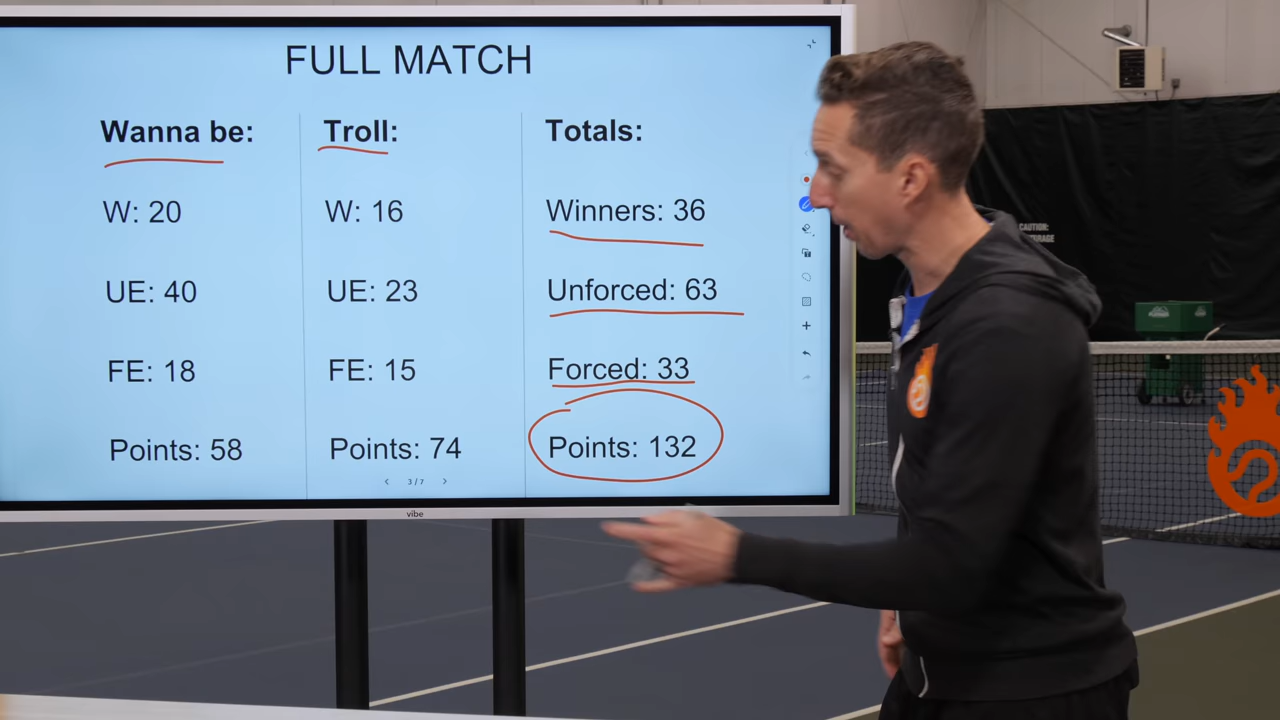 FULL MATCH
Wanna be:
W: 20
UE: 40
FE: 18
Points: 58
Troll:
W: 16
UE: 23
FE: 15
Points: 74
Totals:
Winners: 36
Unforced: 63
Forced: 33
Points: 132
3/7
vibe
CAUTION: